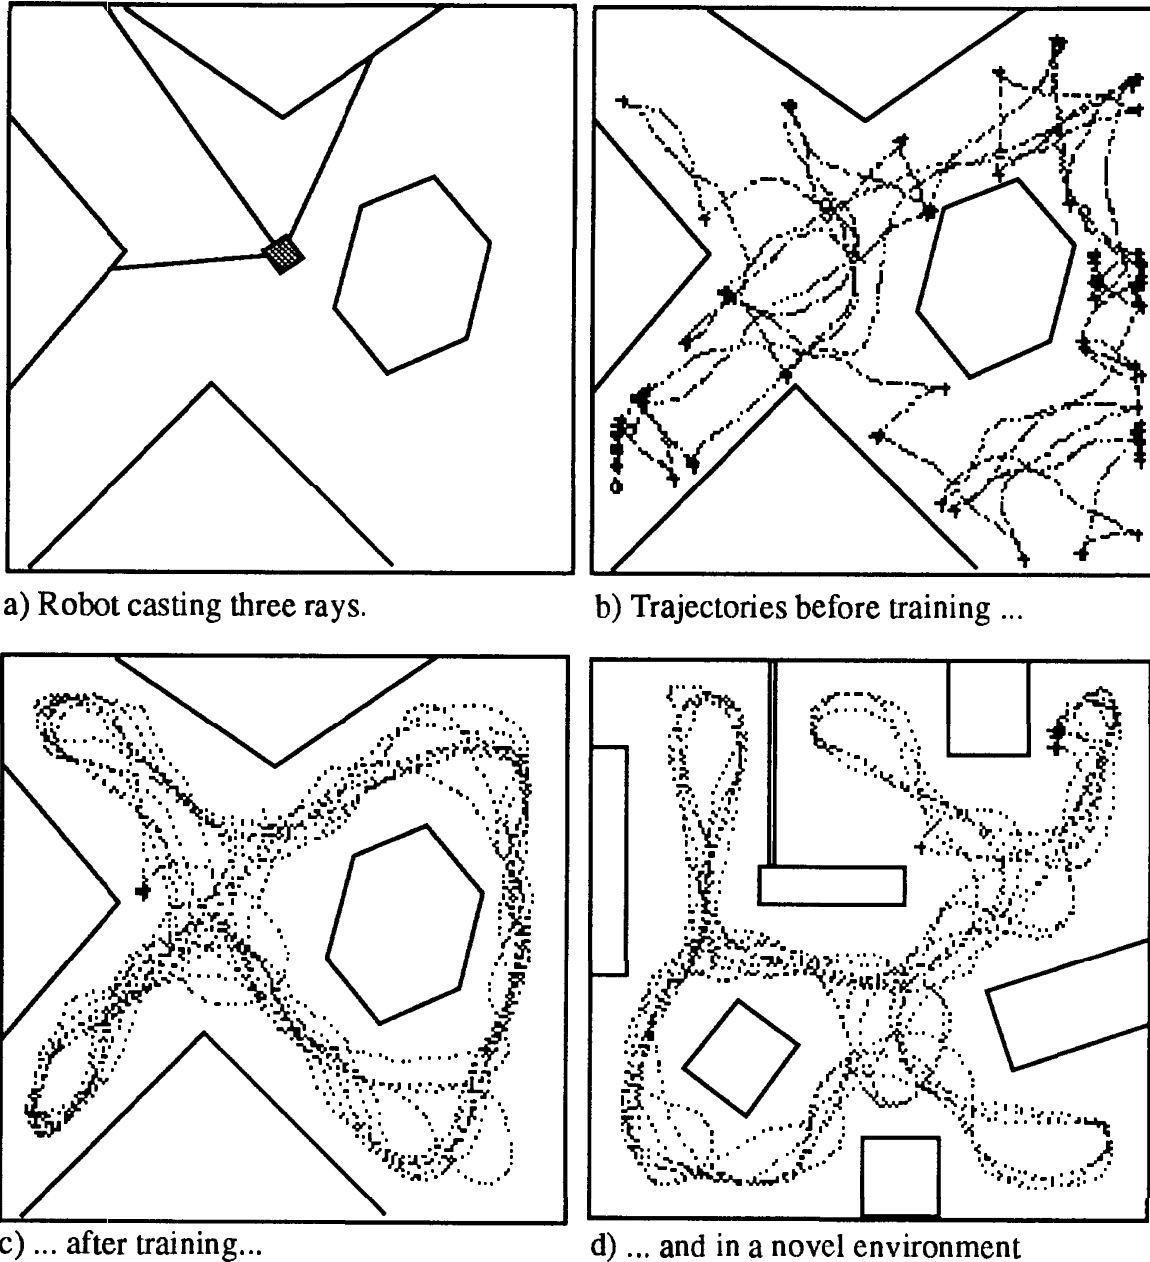 a) Robot casting three rays.
b) Trajectories before training ...
c) ... after training...
d) ... and in a novel environment